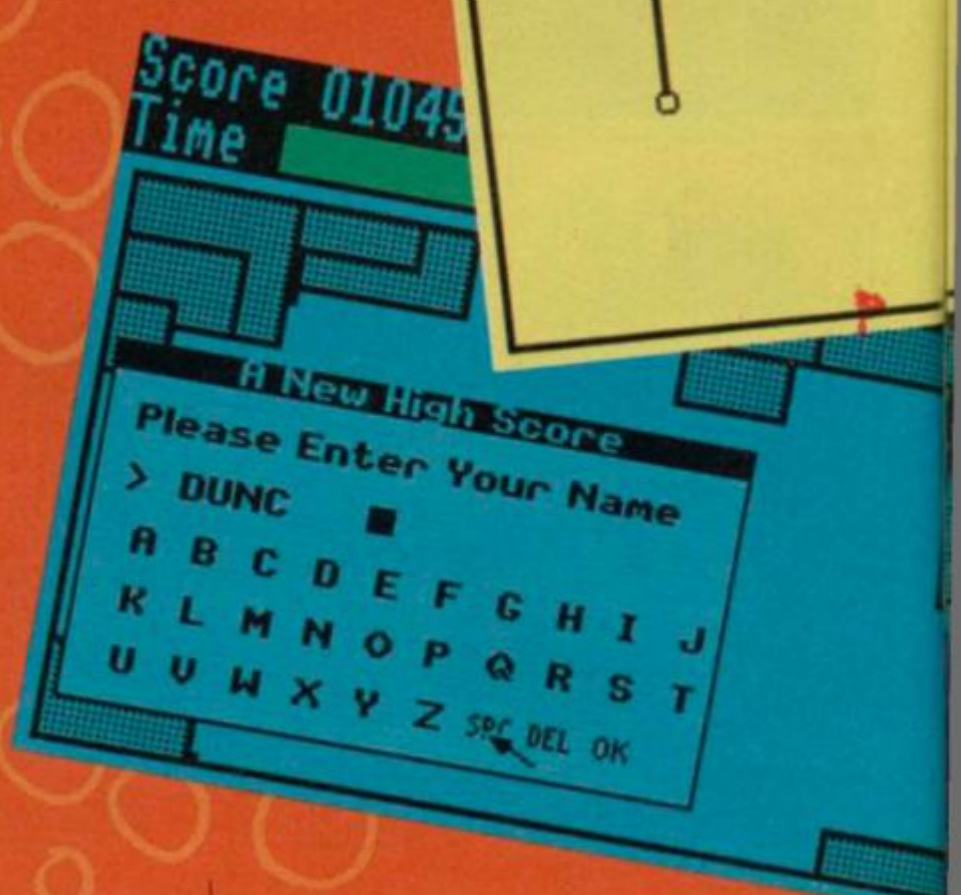 Score 01045
Time
A New High Score
Please Enter Your Name
> DUNC
A B C D E F G H I J
K L M N O P Q R S T
U V W X Y Z SPC DEL OK